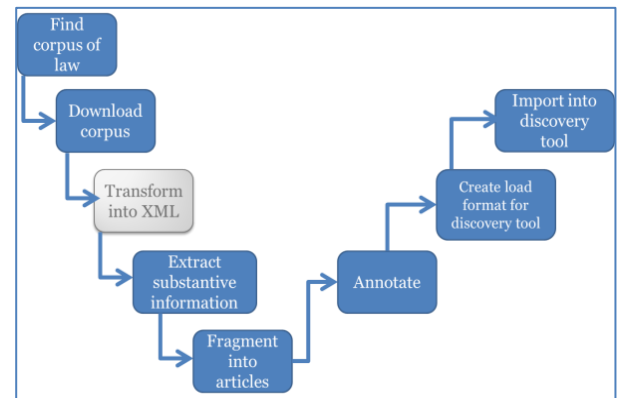 Find
corpus of
law
Download
corpus
Transform
into XML
Extract
substantive
information
Fragment
into
articles
Annotate
Create load
format for
discovery tool
Import into
discovery
tool